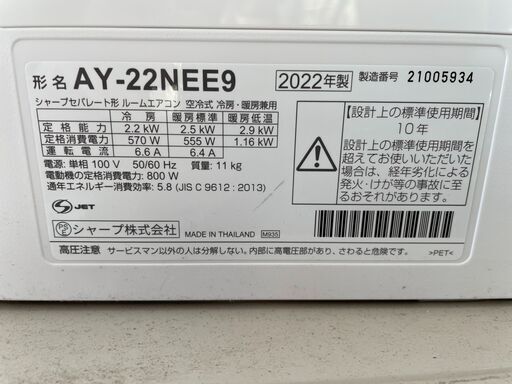 形名 AY-22NEE9 2022年製 製造番号 21005934
シャープセパレート形 ルームエアコン 空冷式 冷房・暖房兼用
冷房 暖房標準 暖房低温
定格能力 2.2 kW 2.5 kW 2.9 kW
定格消費電力 570 W 555 W 1.16 kW
運転電流 6.6 A 6.4 A
電源: 単相 100 V 50/60 Hz 質量: 11 kg
電動機の定格消費電力: 800 W
通年エネルギー消費効率: 5.8 (JIS C 9612 : 2013)
【設計上の標準使用期間】
10年
【設計上の標準使用期間を
超えてお使いいただいた
場合は、経年劣化による
発火・けが等の事故に至
るおそれがあります。
S JET
PSE シャープ株式会社 MADE IN THAILAND M935
高圧注意 サービスマン以外の人は分解しない。内部に高電圧部があり、さわると危険です。 >PET<